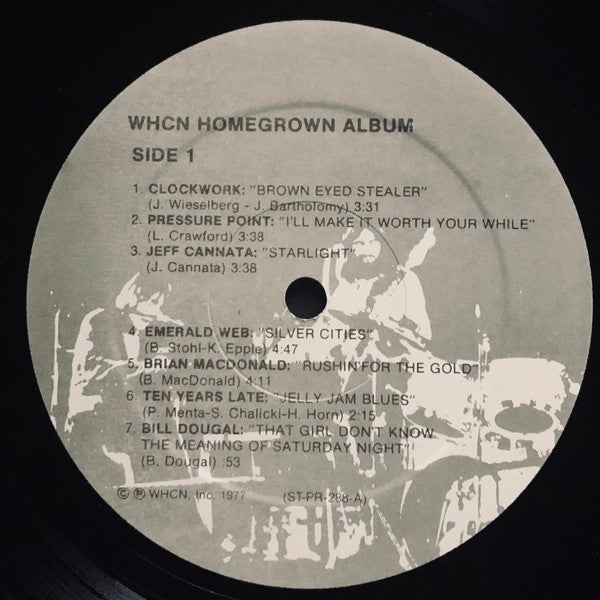 WHCN HOMEGROWN ALBUM
SIDE 1
1. CLOCKWORK: "BROWN EYED STEALER"
(J. Wieselberg - J. Bartholomy) 3:31
2. PRESSURE POINT: "I'LL MAKE IT WORTH YOUR WHILE"
(L. Crawford) 3:38
3. JEFF CANNATA: "STARLIGHT"
(J. Cannata) 3:38
4. EMERALD WEB: "SILVER CITIES"
(B. Stohl-K. Epple) 4:47
5. BRIAN MACDONALD: "RUSHIN' FOR THE GOLD"
(B. MacDonald) 4:11
6. TEN YEARS LATE: "JELLY JAM BLUES"
(P. Menta-S. Chalicki-H. Horn) 2:15
7. BILL DOUGAL: "THAT GIRL DON'T KNOW
THE MEANING OF SATURDAY NIGHT"
(B. Dougal) :53
© ℗ WHCN, Inc. 1977 (ST-PR-288-A)